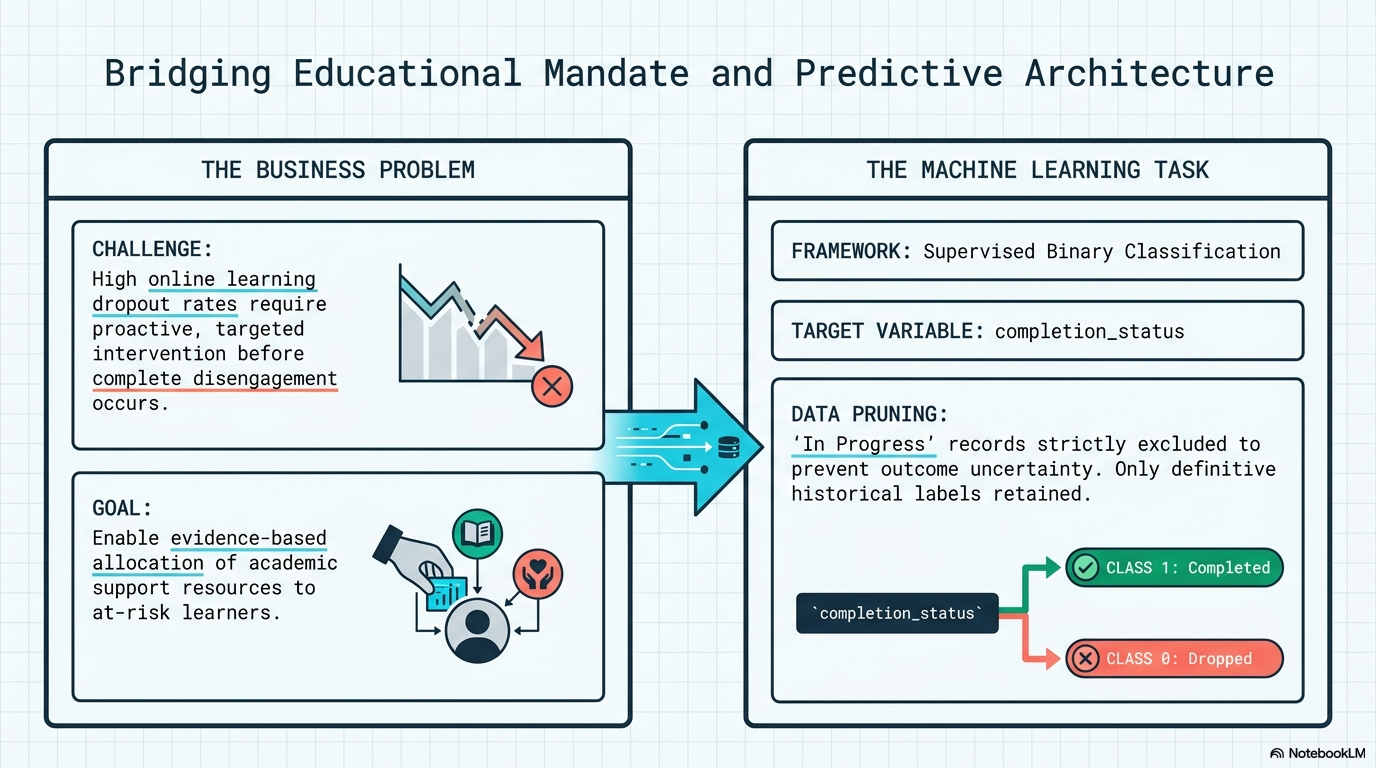 Bridging Educational Mandate and Predictive Architecture
THE BUSINESS PROBLEM
CHALLENGE:
High online learning
dropout rates require
proactive, targeted
intervention before
complete disengagement
occurs.
GOAL:
Enable evidence-based
allocation of academic
support resources to
at-risk learners.
THE MACHINE LEARNING TASK
FRAMEWORK: Supervised Binary Classification
TARGET VARIABLE: completion_status
DATA PRUNING:
‘In Progress’ records strictly excluded to
prevent outcome uncertainty. Only definitive
historical labels retained.
`completion_status`
CLASS 1: Completed
CLASS 0: Dropped
NotebookLM